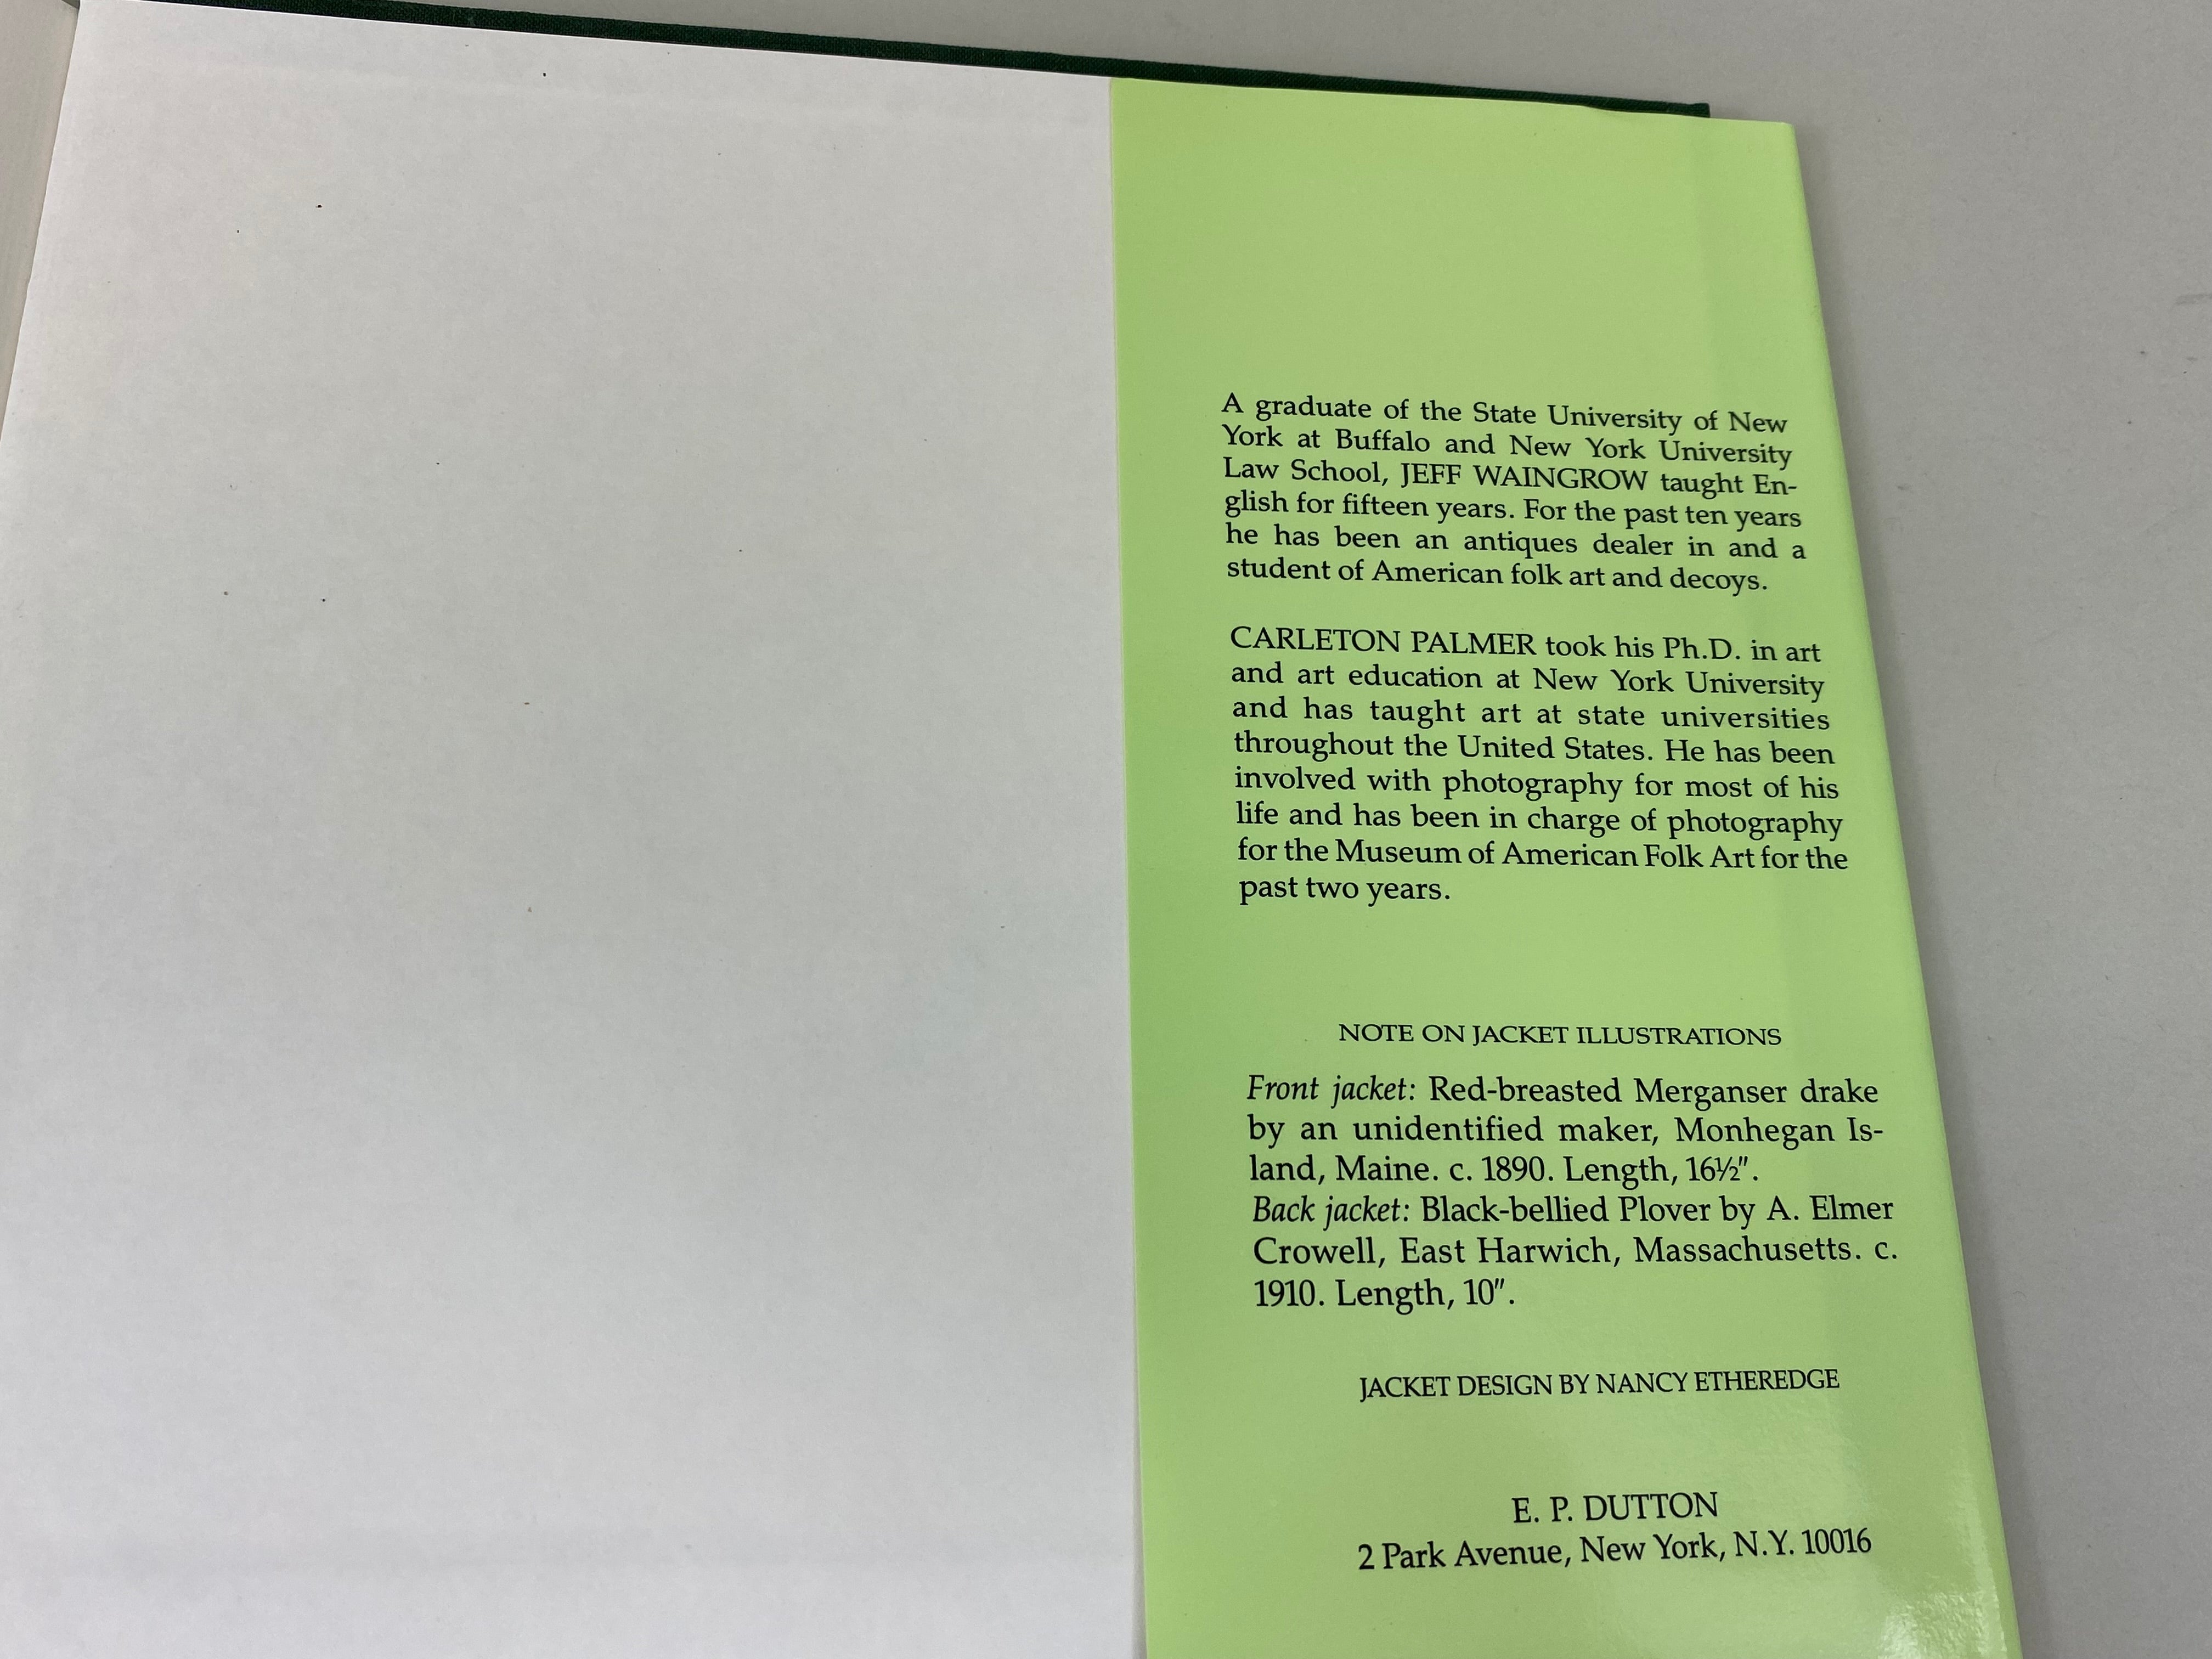 A graduate of the State University of New
York at Buffalo and New York University
Law School, JEFF WAINGROW taught En-
glish for fifteen years. For the past ten years
he has been an antiques dealer in and a
student of American folk art and decoys.
CARLETON PALMER took his Ph.D. in art
and art education at New York University
and has taught art at state universities
throughout the United States. He has been
involved with photography for most of his
life and has been in charge of photography
for the Museum of American Folk Art for the
past two years.
NOTE ON JACKET ILLUSTRATIONS
Front jacket: Red-breasted Merganser drake
by an unidentified maker, Monhegan Is-
land, Maine. c. 1890. Length, 16½″.
Back jacket: Black-bellied Plover by A. Elmer
Crowell, East Harwich, Massachusetts. c.
1910. Length, 10″.
JACKET DESIGN BY NANCY ETHEREDGE
E. P. DUTTON
2 Park Avenue, New York, N.Y. 10016